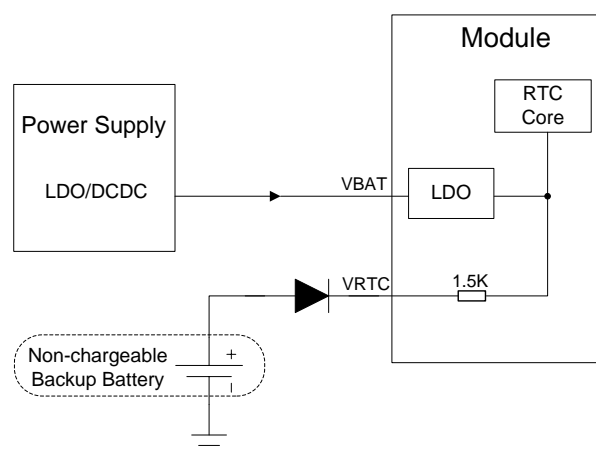 Module
RTC
Core
Power Supply
LDO/DCDC
VBAT
LDO
VRTC
1.5K
Non-chargeable
Backup Battery
+
-